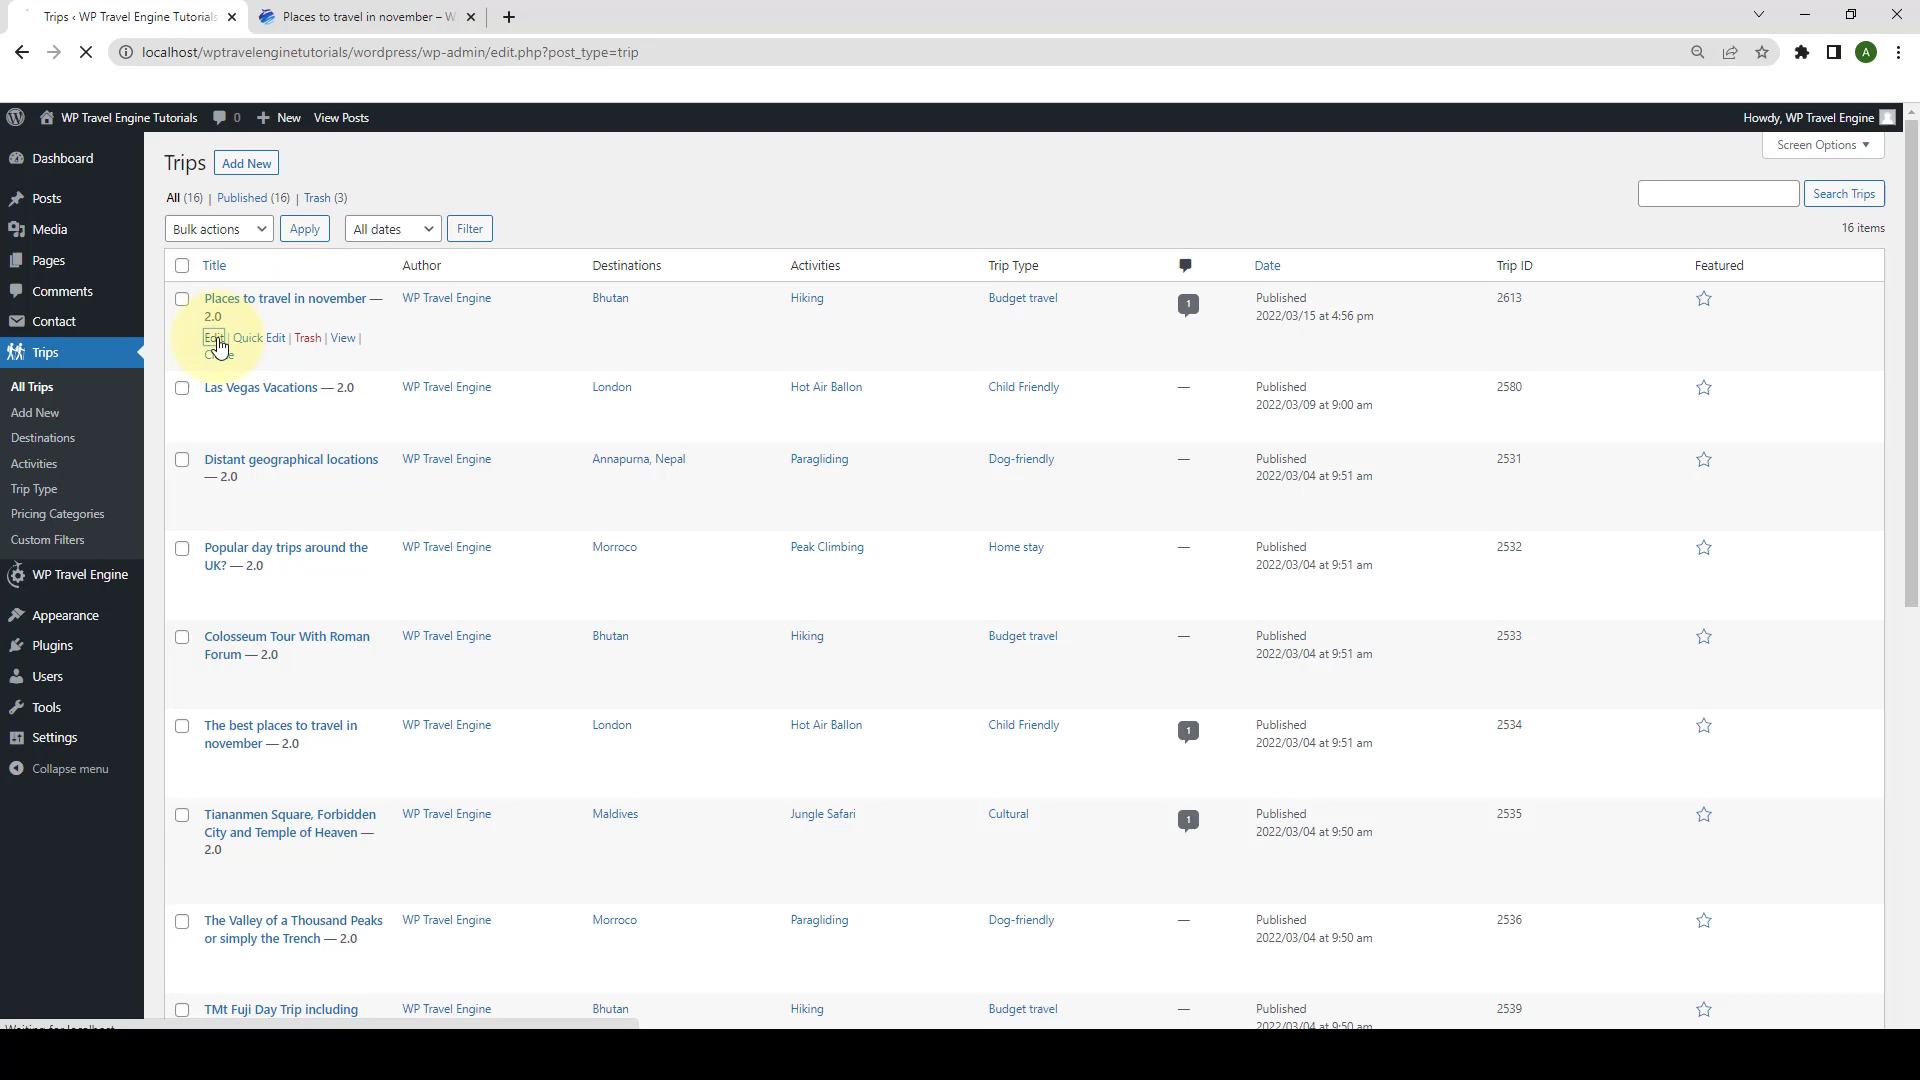 Trips ‹ WP Travel Engine Tutorials
Places to travel in november – W
localhost/wptravelenginetutorials/wordpress/wp-admin/edit.php?post_type=trip
A
WP Travel Engine Tutorials
0
New
View Posts
Howdy, WP Travel Engine
Dashboard
Posts
Media
Pages
Comments
Contact
Trips
All Trips
Add New
Destinations
Activities
Trip Type
Pricing Categories
Custom Filters
WP Travel Engine
Appearance
Plugins
Users
Tools
Settings
Collapse menu
Screen Options
Trips
Add New
All (16) | Published (16) | Trash (3)
Search Trips
Bulk actions
Apply
All dates
Filter
16 items
Title Author Destinations Activities Trip Type Date Trip ID Featured
Places to travel in november — WP Travel Engine Bhutan Hiking Budget travel 1 Published 2613
2.0 2022/03/15 at 4:56 pm
Edit | Quick Edit | Trash | View |
Las Vegas Vacations — 2.0 WP Travel Engine London Hot Air Ballon Child Friendly — Published 2580
2022/03/09 at 9:00 am
Distant geographical locations WP Travel Engine Annapurna, Nepal Paragliding Dog-friendly — Published 2531
— 2.0 2022/03/04 at 9:51 am
Popular day trips around the WP Travel Engine Morroco Peak Climbing Home stay — Published 2532
UK? — 2.0 2022/03/04 at 9:51 am
Colosseum Tour With Roman WP Travel Engine Bhutan Hiking Budget travel — Published 2533
Forum — 2.0 2022/03/04 at 9:51 am
The best places to travel in WP Travel Engine London Hot Air Ballon Child Friendly 1 Published 2534
november — 2.0 2022/03/04 at 9:51 am
Tiananmen Square, Forbidden WP Travel Engine Maldives Jungle Safari Cultural 1 Published 2535
City and Temple of Heaven — 2022/03/04 at 9:50 am
2.0
The Valley of a Thousand Peaks WP Travel Engine Morroco Paragliding Dog-friendly — Published 2536
or simply the Trench — 2.0 2022/03/04 at 9:50 am
TMt Fuji Day Trip including WP Travel Engine Bhutan Hiking Budget travel — Published 2539
2022/03/04 at 9:50 am